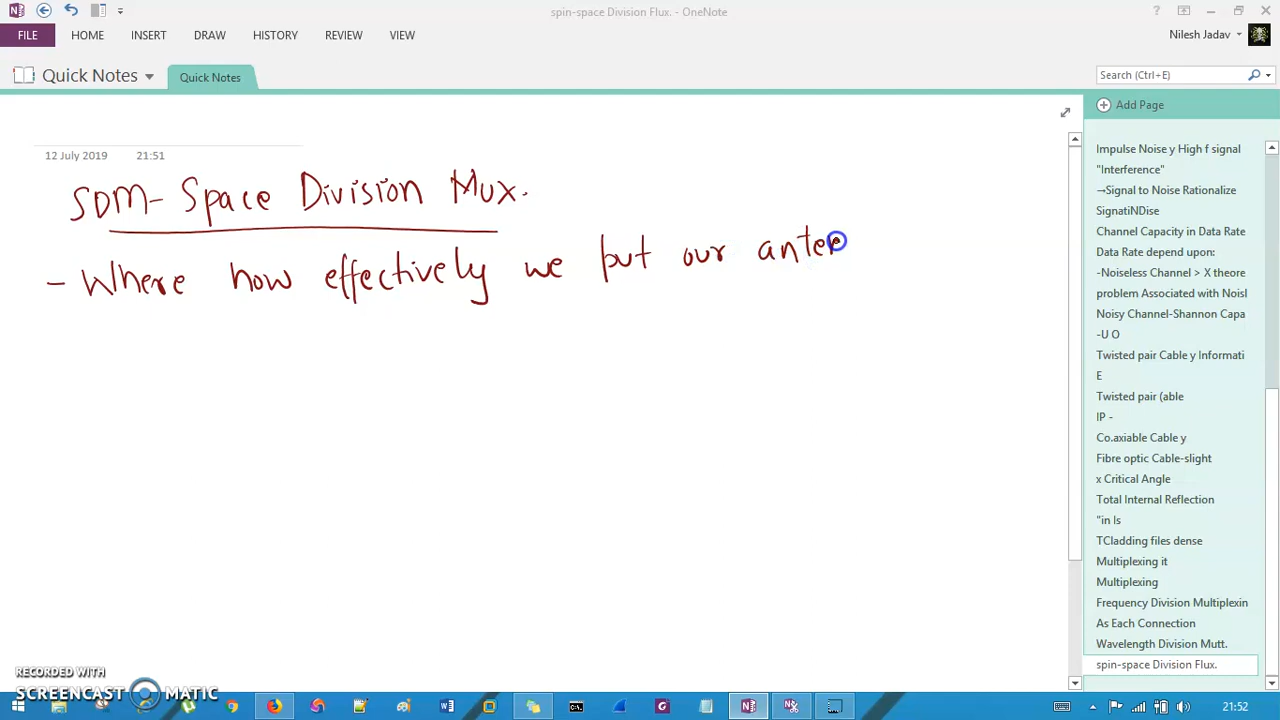 spin-space Division Flux. - OneNote
FILE HOME INSERT DRAW HISTORY REVIEW VIEW
Nilesh Jadav
Quick Notes
Quick Notes
Search (Ctrl+E)
Add Page
12 July 2019 21:51
SDM- Space Division Mux.
- Where how effectively we put our anter
Impulse Noise y High f signal
"Interference"
→Signal to Noise Rationalize
SignatiNDise
Channel Capacity in Data Rate
Data Rate depend upon:
-Noiseless Channel > X theore
problem Associated with Noisl
Noisy Channel-Shannon Capa
-U O
Twisted pair Cable y Informati
E
Twisted pair (able
IP -
Co.axiable Cable y
Fibre optic Cable-slight
x Critical Angle
Total Internal Reflection
"in Is
TCladding files dense
Multiplexing it
Multiplexing
Frequency Division Multiplexin
As Each Connection
Wavelength Division Mutt.
spin-space Division Flux.
RECORDED WITH
SCREENCAST MATIC
21:52